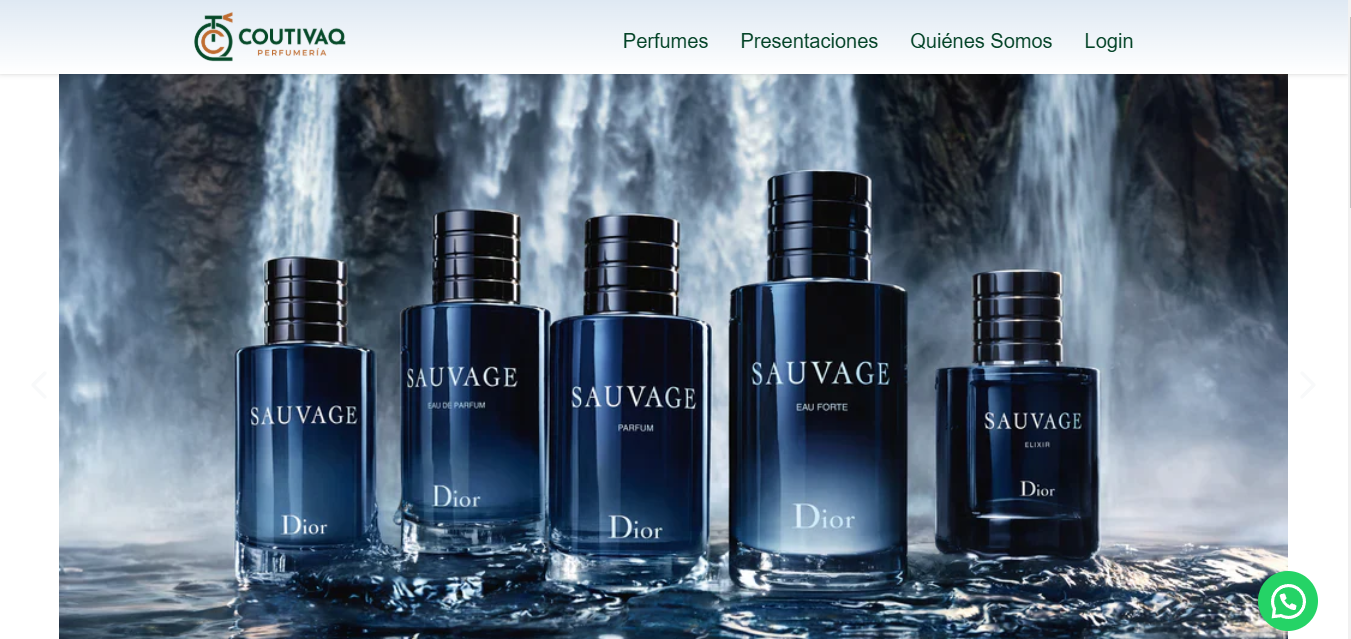 COUTIVAQ
PERFUMERÍA
Perfumes
Presentaciones
Quiénes Somos
Login
SAUVAGE
Dior
SAUVAGE
EAU DE PARFUM
Dior
SAUVAGE
PARFUM
Dior
SAUVAGE
EAU FORTE
Dior
SAUVAGE
ELIXIR
Dior